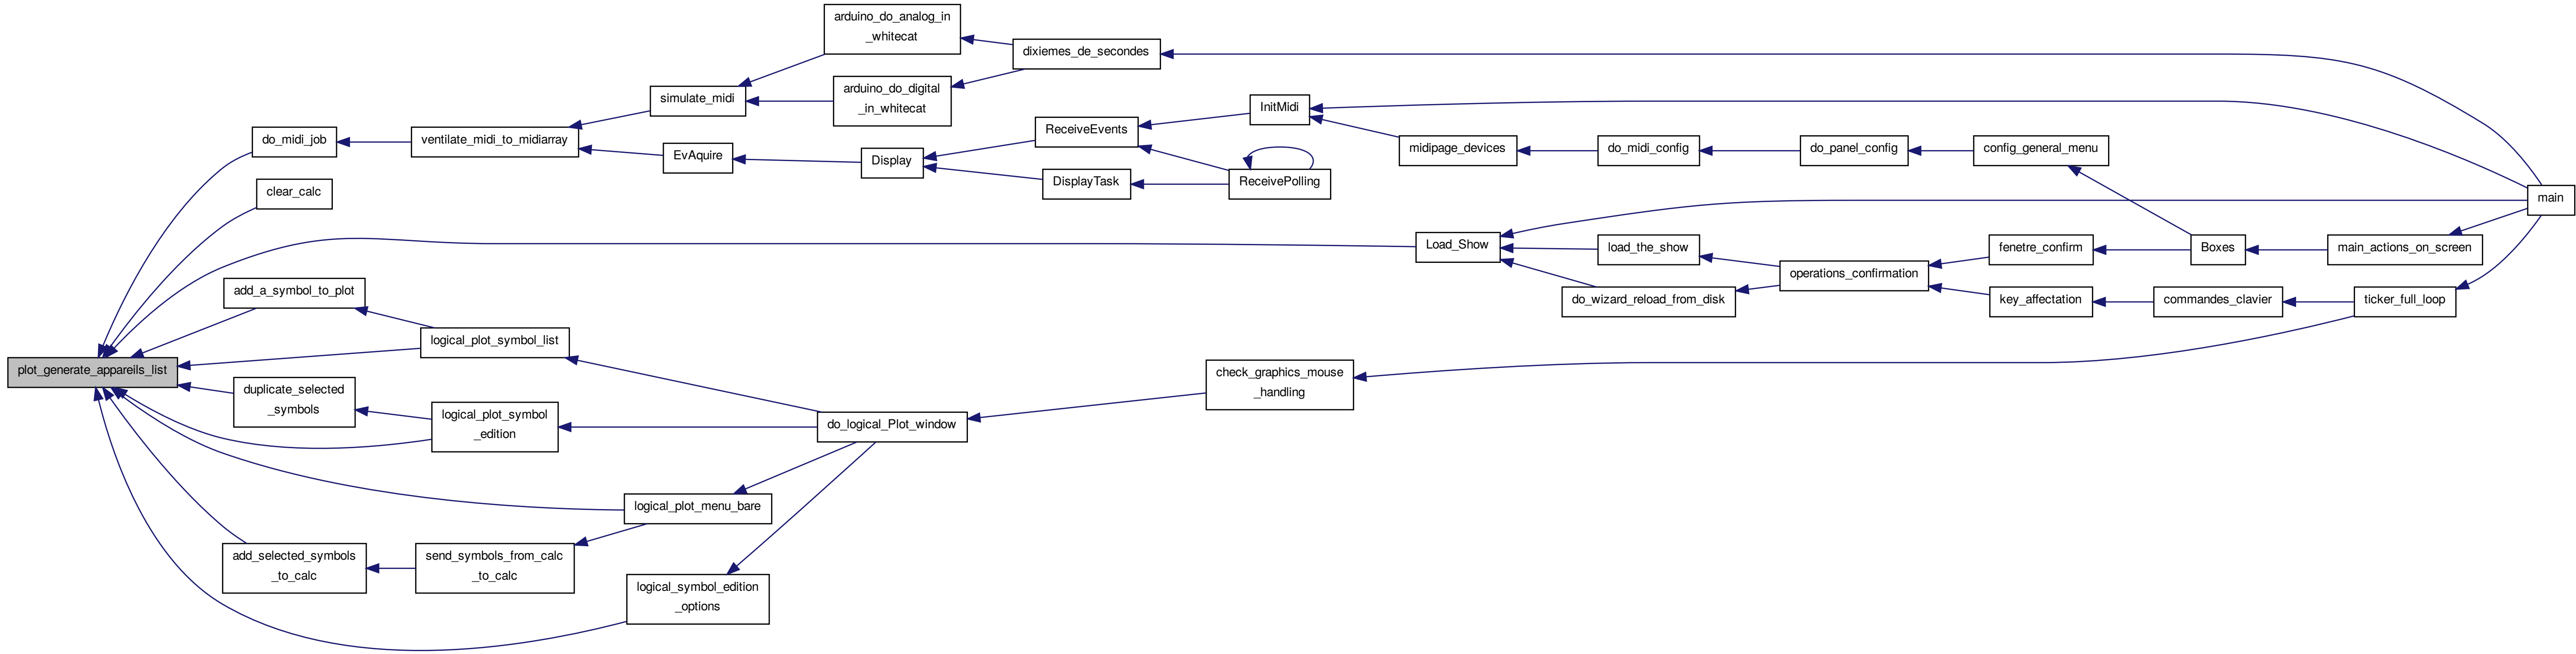 arduino_do_analog_in
_whitecat
dixiemes_de_secondes
simulate_midi
arduino_do_digital
_in_whitecat
InitMidi
do_midi_job
ventilate_midi_to_midiarray
ReceiveEvents
EvAquire
Display
midipage_devices
do_midi_config
do_panel_config
config_general_menu
DisplayTask
ReceivePolling
clear_calc
main
Load_Show
load_the_show
fenetre_confirm
Boxes
main_actions_on_screen
operations_confirmation
add_a_symbol_to_plot
do_wizard_reload_from_disk
key_affectation
commandes_clavier
ticker_full_loop
logical_plot_symbol_list
plot_generate_appareils_list
check_graphics_mouse
_handling
duplicate_selected
_symbols
logical_plot_symbol
_edition
do_logical_Plot_window
logical_plot_menu_bare
add_selected_symbols
_to_calc
send_symbols_from_calc
_to_calc
logical_symbol_edition
_options